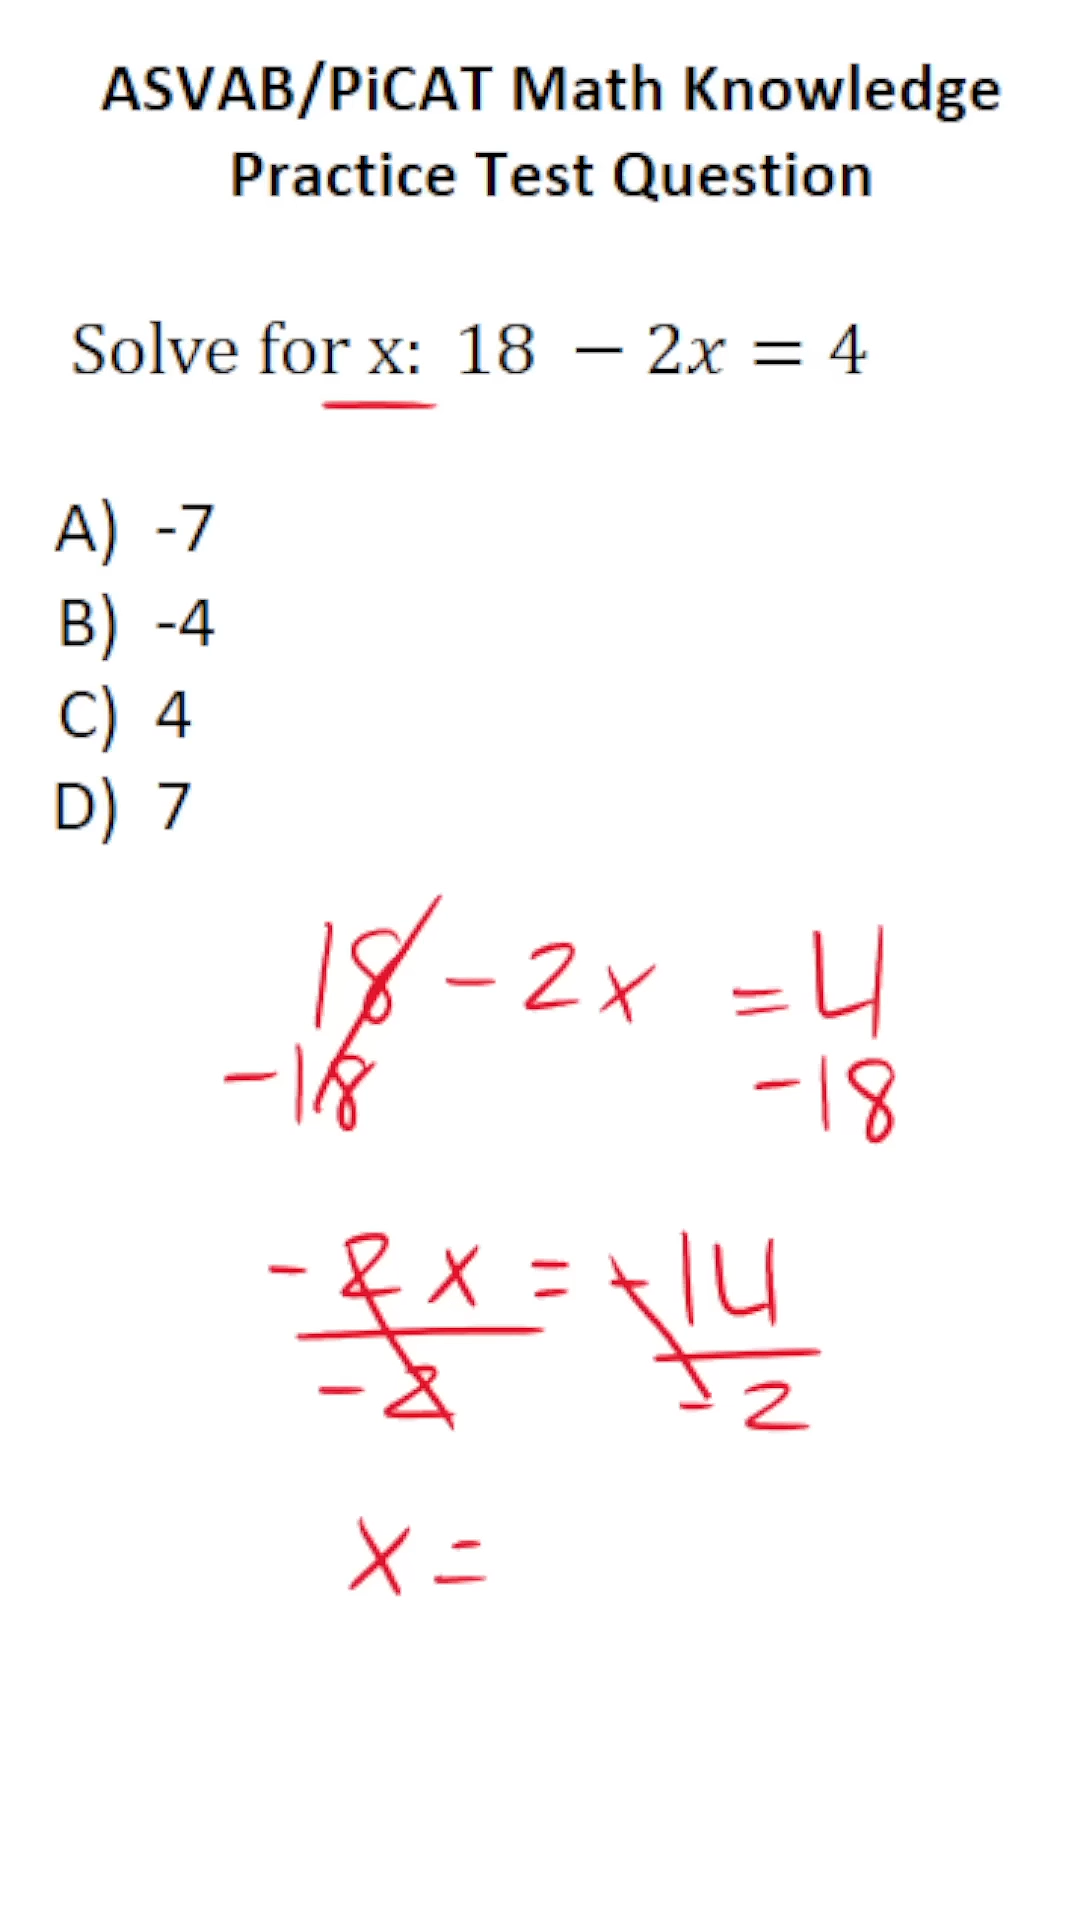 ASVAB/PiCAT Math Knowledge
Practice Test Question
Solve for x: 18 − 2x = 4
A) -7
B) -4
C) 4
D) 7
18 - 2x = 4
-18 -18
-2x = -14
-2 -2
x =